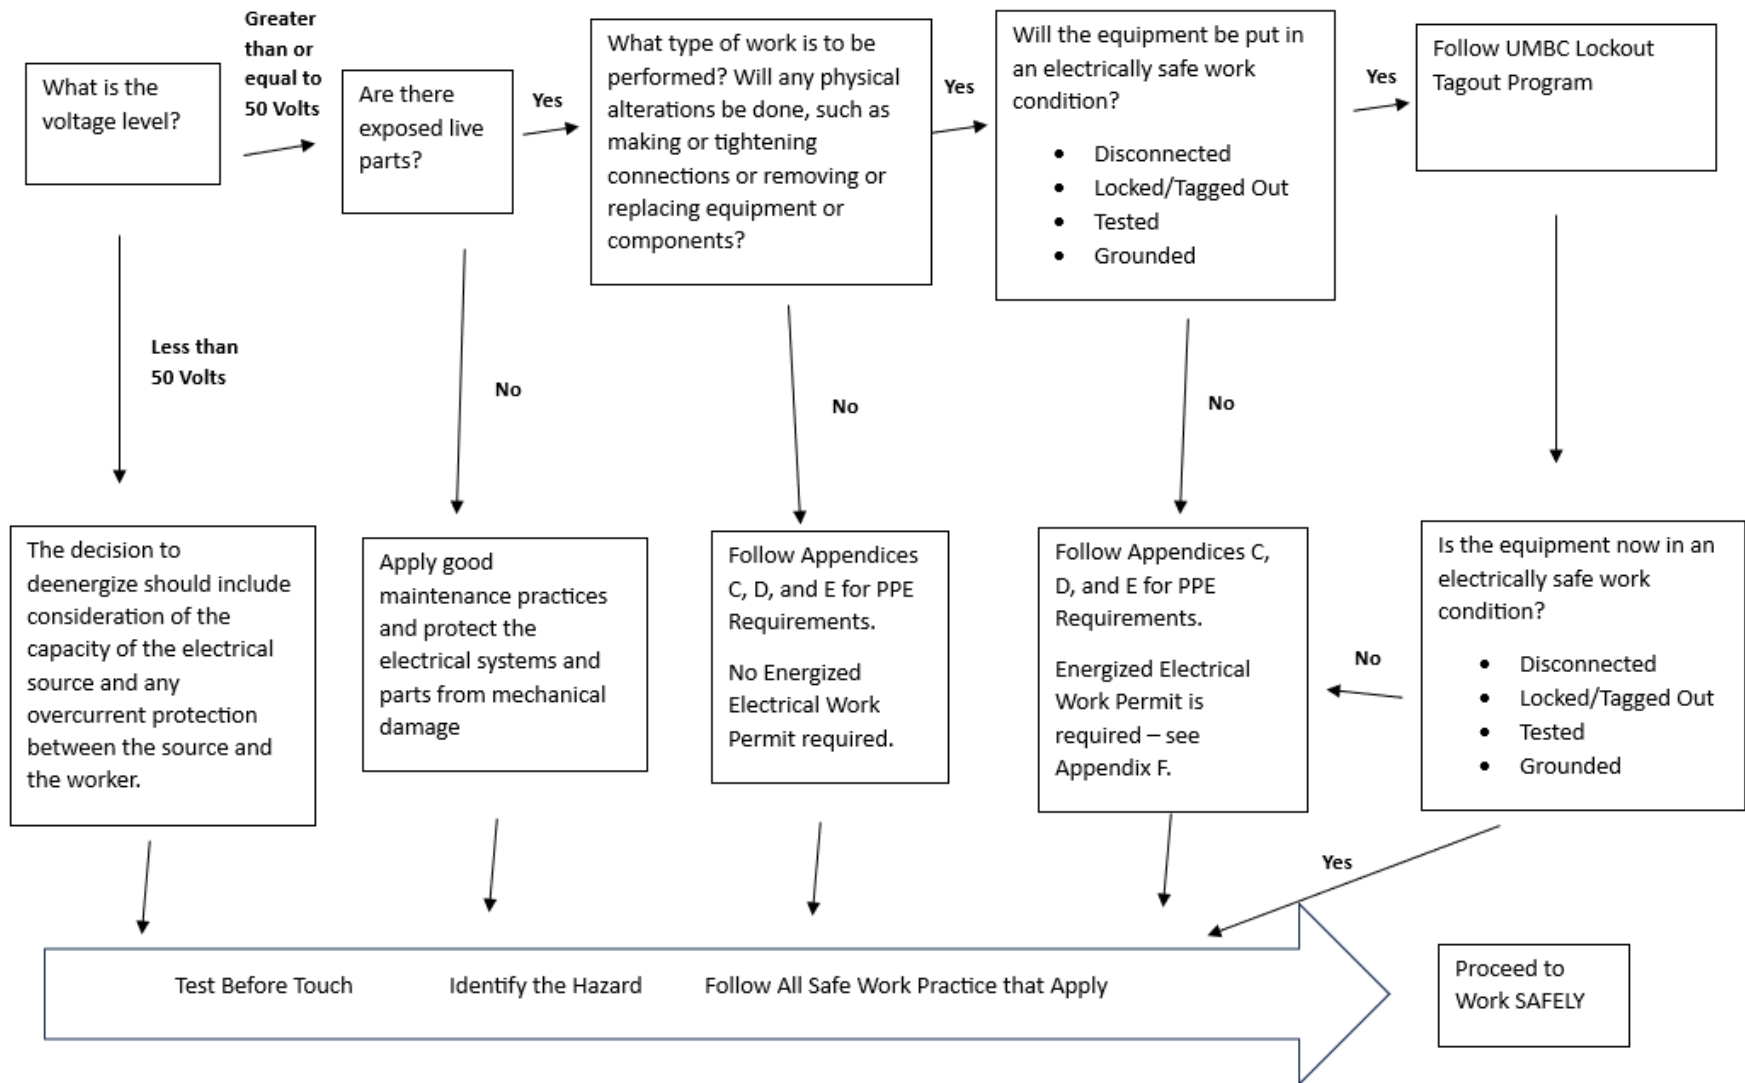 What is the
voltage level?
Greater
than or
equal to
50 Volts
Are there
exposed live
parts?
Yes
What type of work is to be
performed? Will any physical
alterations be done, such as
making or tightening
connections or removing or
replacing equipment or
components?
Yes
Will the equipment be put in
an electrically safe work
condition?
• Disconnected
• Locked/Tagged Out
• Tested
• Grounded
Yes
Follow UMBC Lockout
Tagout Program
Less than
50 Volts
No
No
No
The decision to
deenergize should include
consideration of the
capacity of the electrical
source and any
overcurrent protection
between the source and
the worker.
Apply good
maintenance practices
and protect the
electrical systems and
parts from mechanical
damage
Follow Appendices
C, D, and E for PPE
Requirements.
No Energized
Electrical Work
Permit required.
Follow Appendices C,
D, and E for PPE
Requirements.
Energized Electrical
Work Permit is
required – see
Appendix F.
No
Is the equipment now in an
electrically safe work
condition?
• Disconnected
• Locked/Tagged Out
• Tested
• Grounded
Yes
Test Before Touch Identify the Hazard Follow All Safe Work Practice that Apply
Proceed to
Work SAFELY